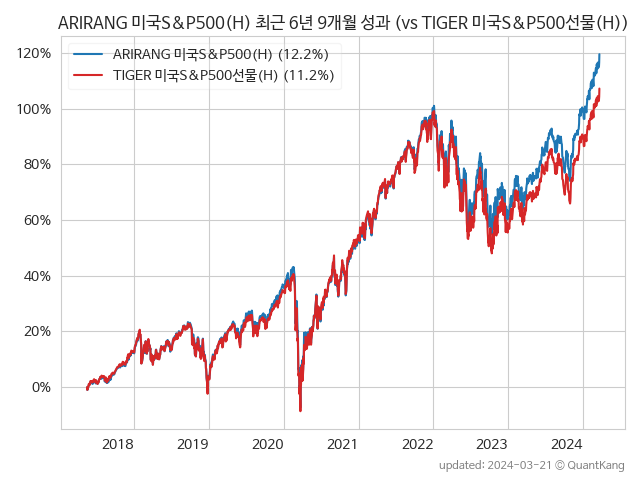 ARIRANG 미국S&P500(H) 최근 6년 9개월 성과 (vs TIGER 미국S&P500선물(H))
ARIRANG 미국S&P500(H) (12.2%)
TIGER 미국S&P500선물(H) (11.2%)
120%
100%
80%
60%
40%
20%
0%
2018 2019 2020 2021 2022 2023 2024
updated: 2024-03-21 @ QuantKang